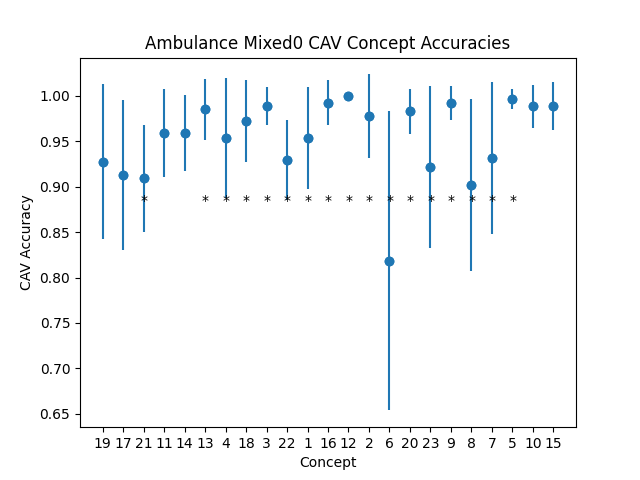 Ambulance Mixed0 CAV Concept Accuracies
1.00
0.95
0.90
0.85
0.80
0.75
0.70
0.65
CAV Accuracy
* * * * * * * * * * * * * * * * *
19 17 21 11 14 13 4 18 3 22 1 16 12 2 6 20 23 9 8 7 5 10 15
Concept